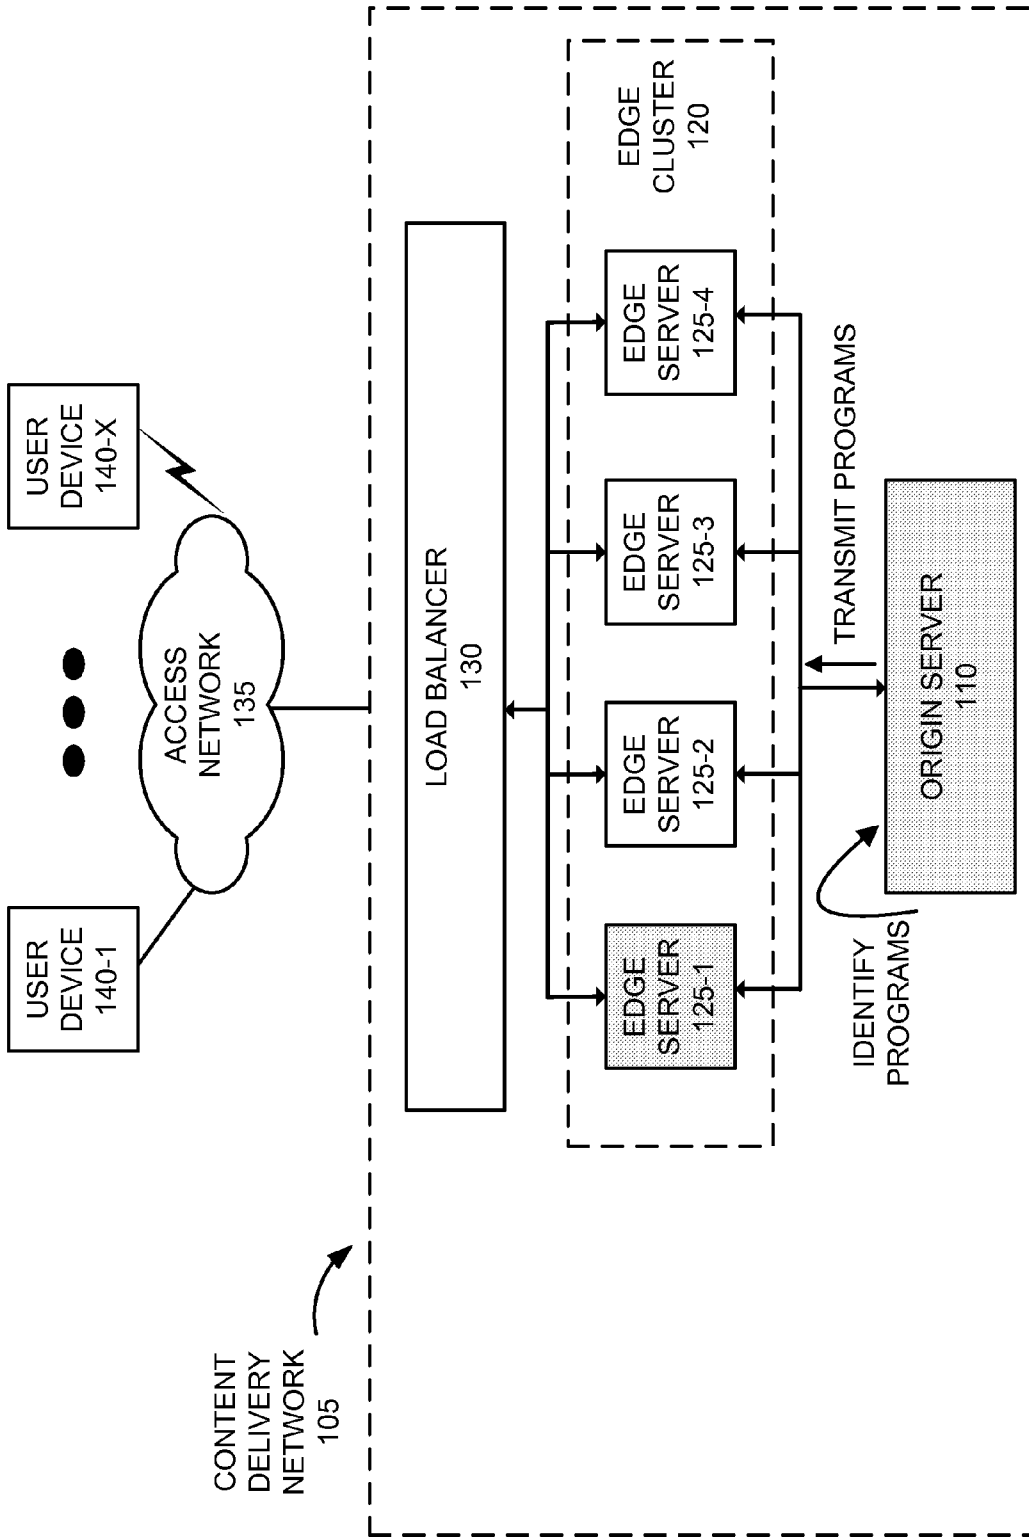 USER
DEVICE
140-1
USER
DEVICE
140-X
ACCESS
NETWORK
135
CONTENT
DELIVERY
NETWORK
105
LOAD BALANCER
130
EDGE
SERVER
125-1
EDGE
SERVER
125-2
EDGE
SERVER
125-3
EDGE
SERVER
125-4
EDGE
CLUSTER
120
IDENTIFY
PROGRAMS
TRANSMIT PROGRAMS
ORIGIN SERVER
110